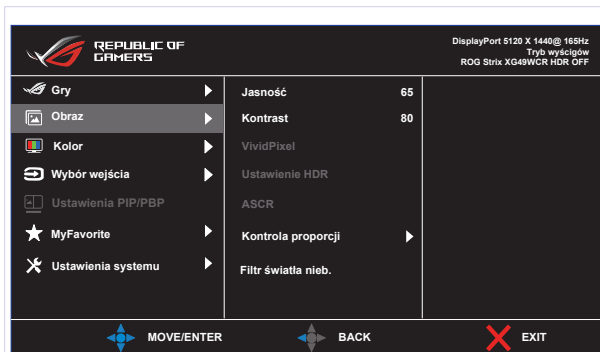 REPUBLIC OF
GAMERS
DisplayPort 5120 X 1440@ 165Hz
Tryb wyścigów
ROG Strix XG49WCR HDR OFF
Gry
Obraz
Kolor
Wybór wejścia
Ustawienia PIP/PBP
MyFavorite
Ustawienia systemu
Jasność 65
Kontrast 80
VividPixel
Ustawienie HDR
ASCR
Kontrola proporcji
Filtr światła nieb.
MOVE/ENTER BACK EXIT